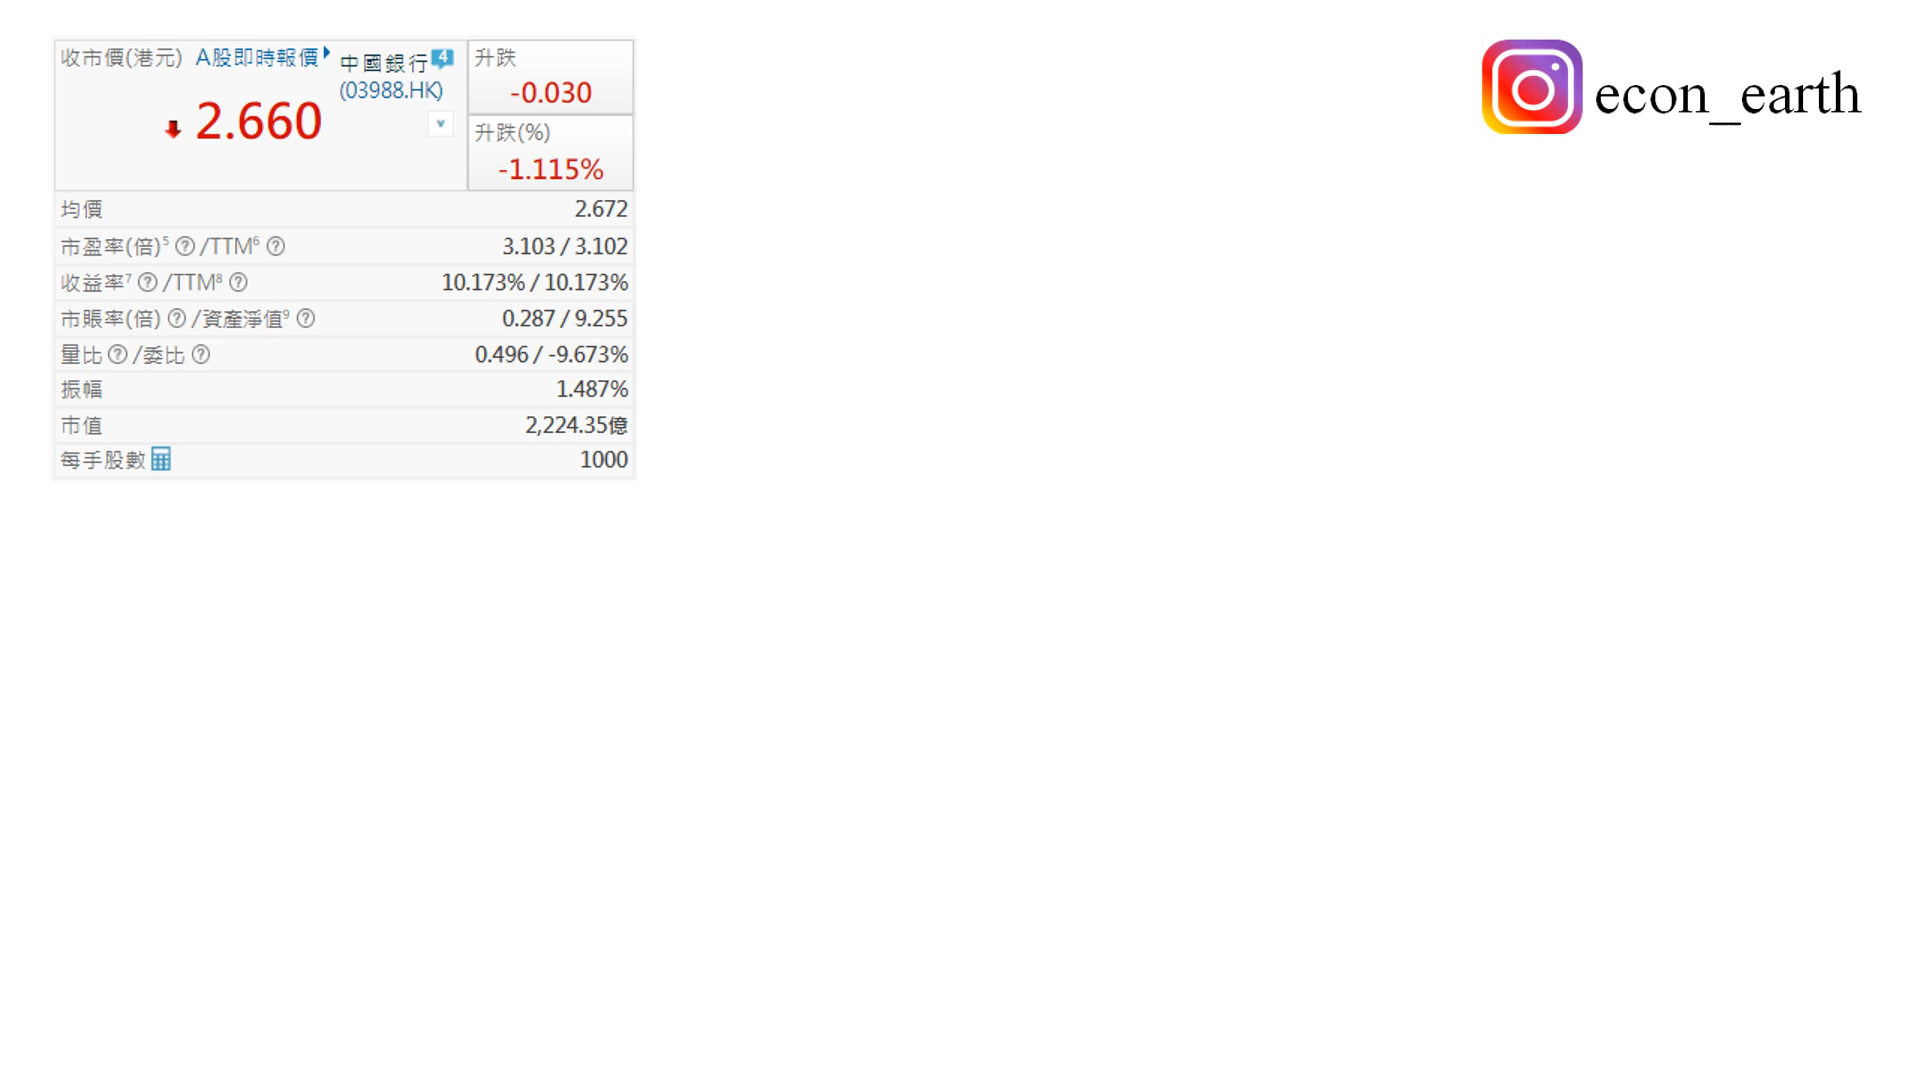 收市價(港元) A股即時報價 中國銀行 4
(03988.HK)
2.660
升跌
-0.030
升跌(%)
-1.115%
均價 2.672
市盈率(倍)5 ? /TTM6 ? 3.103 / 3.102
收益率7 ? /TTM8 ? 10.173% / 10.173%
市賬率(倍) ? /資產淨值9 ? 0.287 / 9.255
量比 ? /委比 ? 0.496 / -9.673%
振幅 1.487%
市值 2,224.35億
每手股數 1000
econ_earth